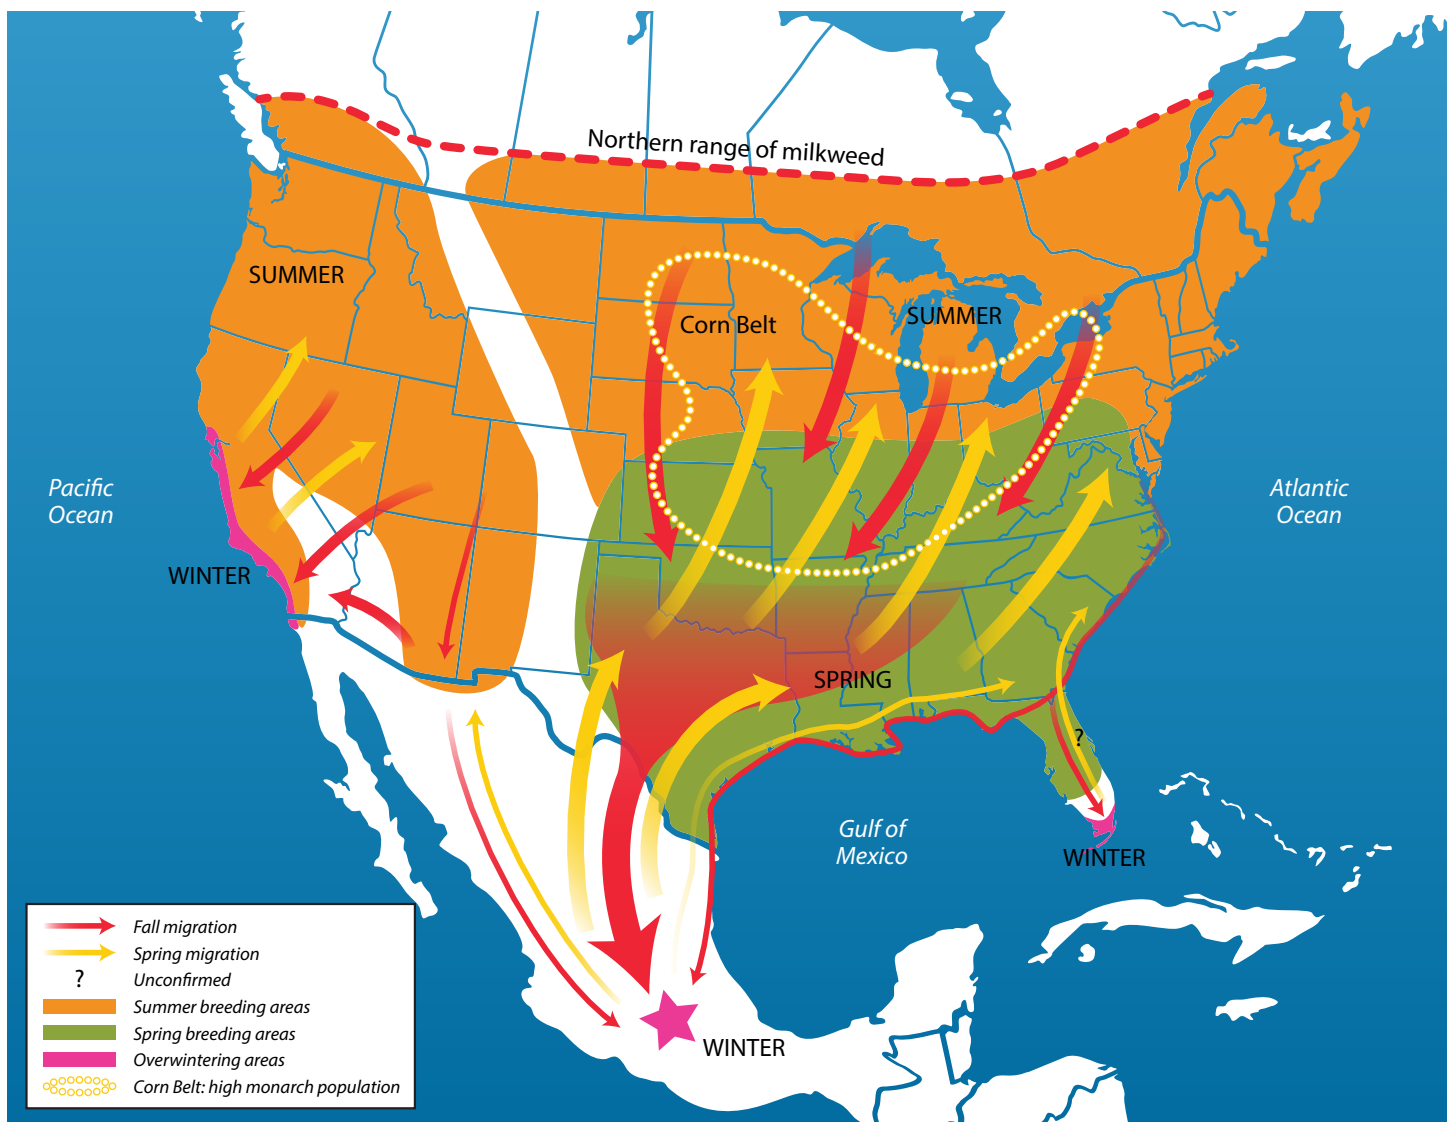 Northern range of milkweed
SUMMER
Corn Belt
SUMMER
Pacific
Ocean
Atlantic
Ocean
WINTER
SPRING
?
Gulf of
Mexico
WINTER
WINTER
Fall migration
Spring migration
? Unconfirmed
Summer breeding areas
Spring breeding areas
Overwintering areas
Corn Belt: high monarch population